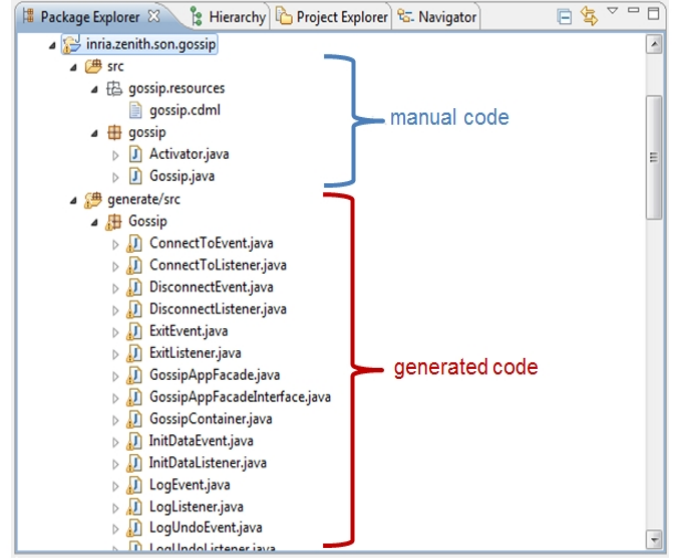 Package Explorer Hierarchy Project Explorer Navigator
inria.zenith.son.gossip
src
gossip.resources
gossip.cdml
manual code
gossip
Activator.java
Gossip.java
generate/src
Gossip
ConnectToEvent.java
ConnectToListener.java
DisconnectEvent.java
DisconnectListener.java
ExitEvent.java
ExitListener.java
generated code
GossipAppFacade.java
GossipAppFacadeInterface.java
GossipContainer.java
InitDataEvent.java
InitDataListener.java
LogEvent.java
LogListener.java
LogUndoEvent.java
LogUndoListener.java